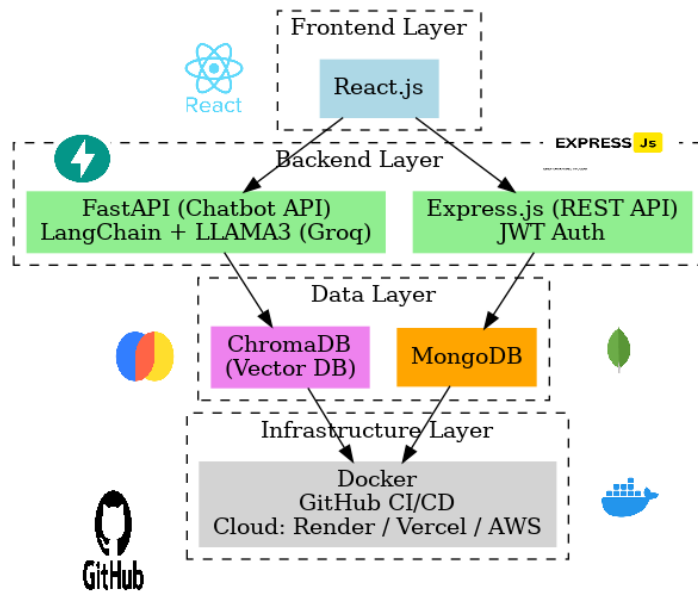 Frontend Layer
React
React.js
EXPRESS Js
Backend Layer
FastAPI (Chatbot API)
LangChain + LLAMA3 (Groq)
Express.js (REST API)
JWT Auth
Data Layer
ChromaDB
(Vector DB)
MongoDB
Infrastructure Layer
Docker
GitHub CI/CD
Cloud: Render / Vercel / AWS
GitHub